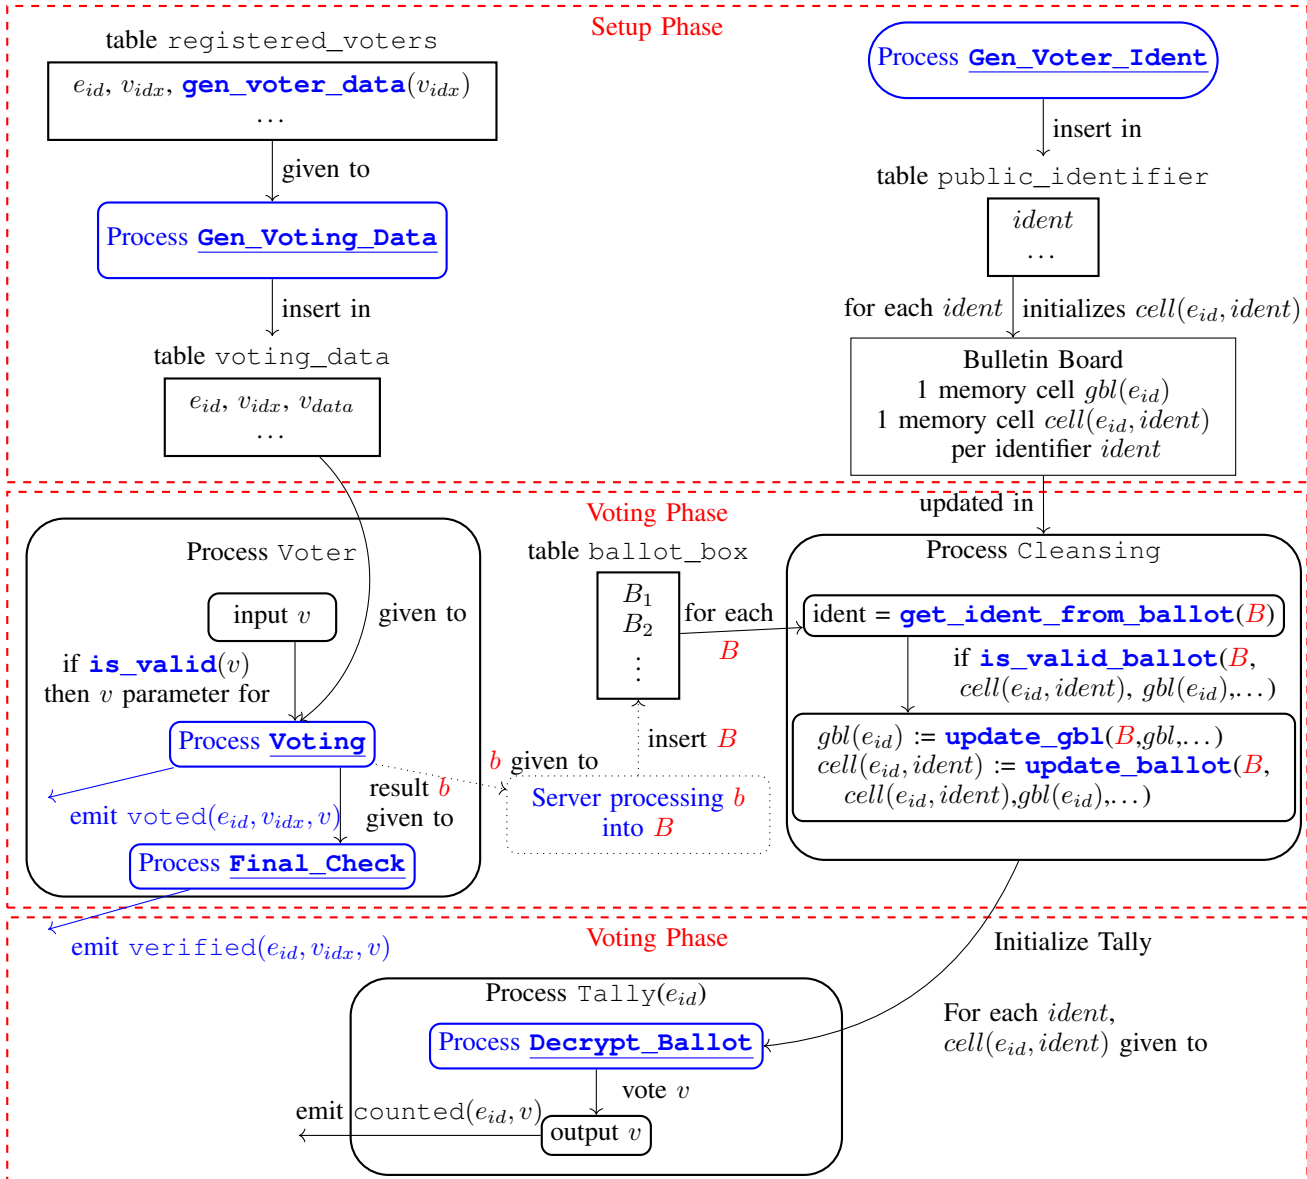 Setup Phase
table registered_voters
e_id, v_idx, gen_voter_data(v_idx)
...
given to
Process Gen_Voting_Data
insert in
table voting_data
e_id, v_idx, v_data
...
Process Gen_Voter_Ident
insert in
table public_identifier
ident
...
for each ident initializes cell(e_id, ident)
Bulletin Board
1 memory cell gbl(e_id)
1 memory cell cell(e_id, ident)
per identifier ident
Voting Phase
updated in
Process Voter
input v
given to
if is_valid(v)
then v parameter for
Process Voting
emit voted(e_id, v_idx, v)
result b
given to
Process Final_Check
emit verified(e_id, v_idx, v)
b given to
Server processing b
into B
insert B
table ballot_box
B_1
B_2
⋮
for each
B
Process Cleansing
ident = get_ident_from_ballot(B)
if is_valid_ballot(B,
cell(e_id, ident), gbl(e_id),...)
gbl(e_id) := update_gbl(B,gbl,...)
cell(e_id, ident) := update_ballot(B,
cell(e_id, ident),gbl(e_id),...)
Voting Phase
Initialize Tally
For each ident,
cell(e_id, ident) given to
Process Tally(e_id)
Process Decrypt_Ballot
vote v
emit counted(e_id, v)
output v